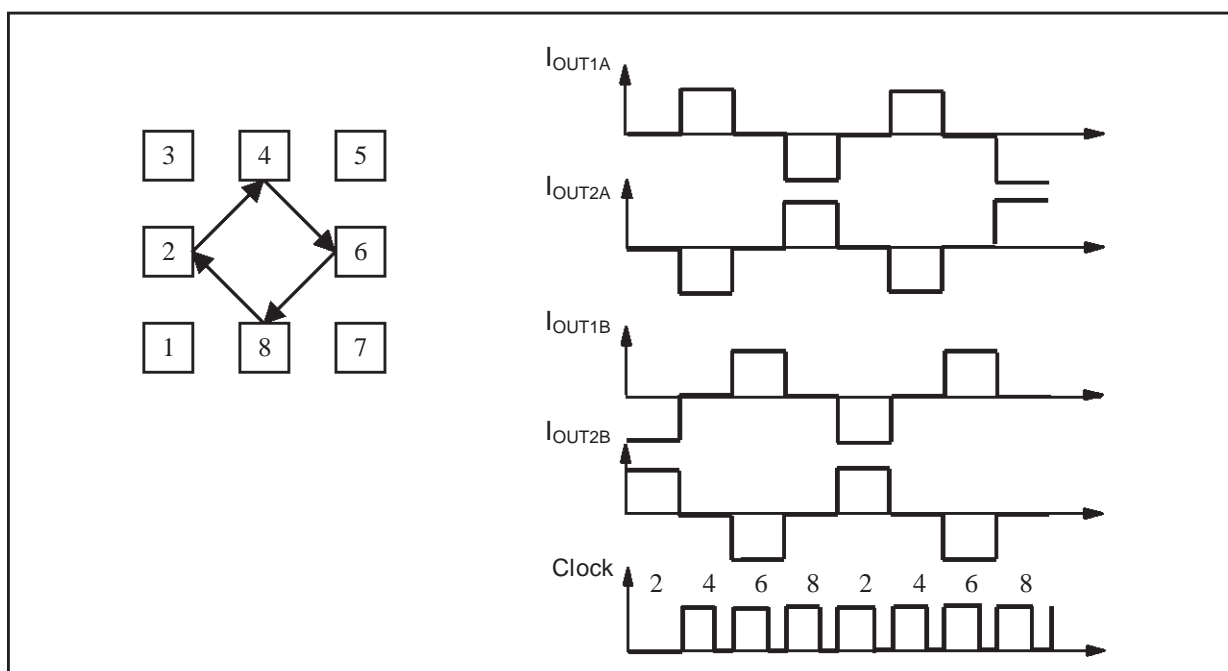 3 4 5
2 6
1 8 7
IOUT1A
IOUT2A
IOUT1B
IOUT2B
Clock 2 4 6 8 2 4 6 8